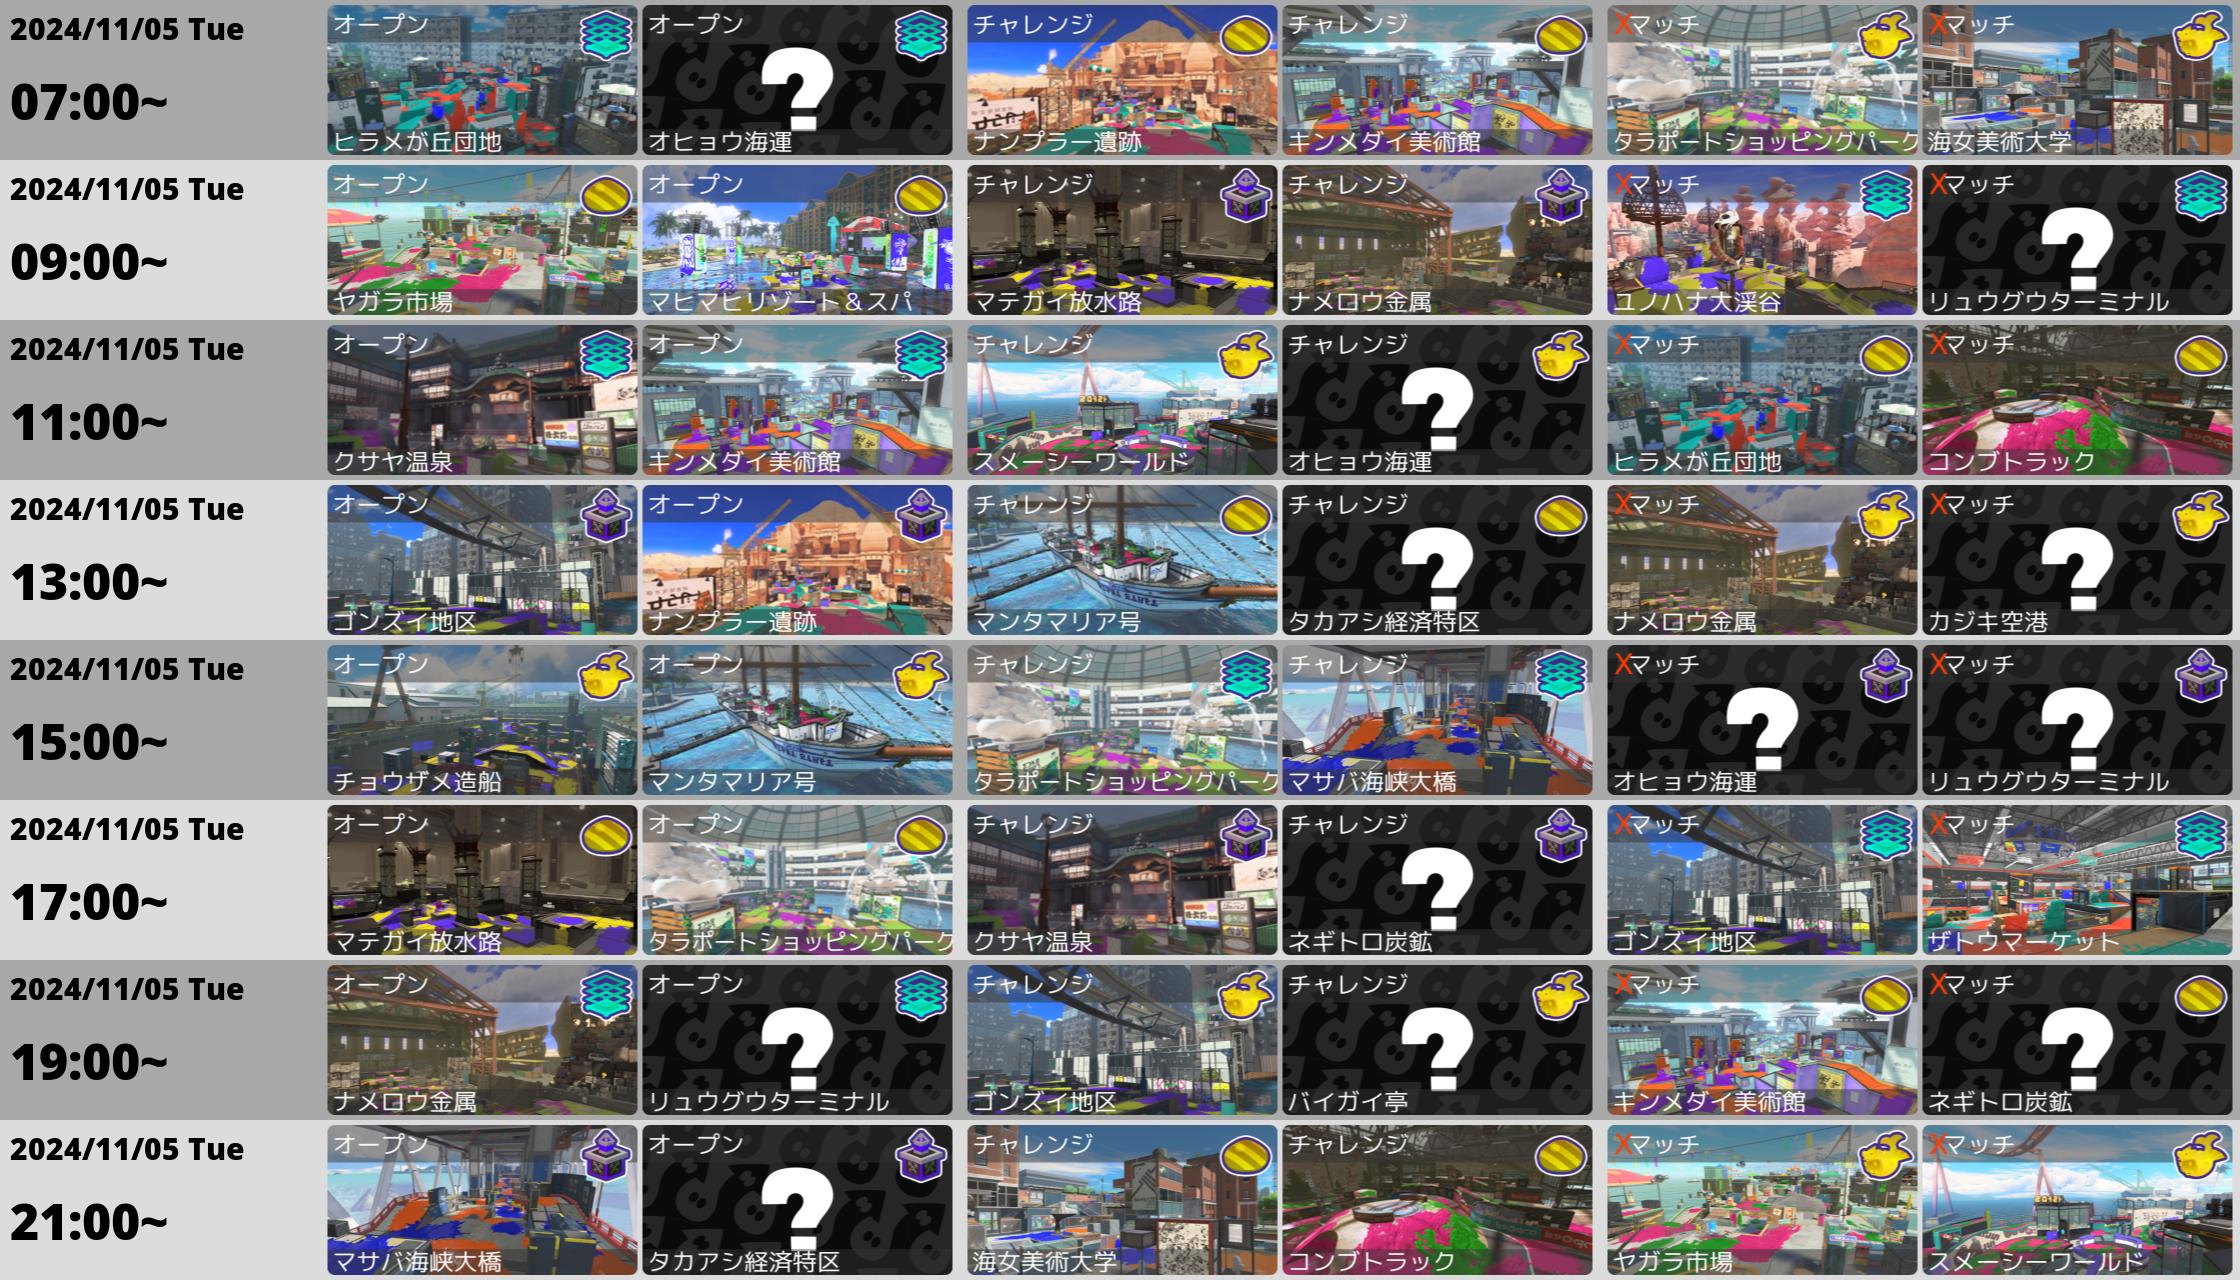 2024/11/05 Tue
07:00~
オープン
ヒラメが丘団地
オープン
オヒョウ海運
チャレンジ
ナンプラー遺跡
チャレンジ
キンメダイ美術館
Xマッチ
タラポートショッピングパーク
Xマッチ
海女美術大学
2024/11/05 Tue
09:00~
オープン
ヤガラ市場
オープン
マヒマヒリゾート&スパ
チャレンジ
マテガイ放水路
チャレンジ
ナメロウ金属
Xマッチ
ユノハナ大渓谷
Xマッチ
リュウグウターミナル
2024/11/05 Tue
11:00~
オープン
クサヤ温泉
オープン
キンメダイ美術館
チャレンジ
スメーシーワールド
チャレンジ
オヒョウ海運
Xマッチ
ヒラメが丘団地
Xマッチ
コンブトラック
2024/11/05 Tue
13:00~
オープン
ゴンズイ地区
オープン
ナンプラー遺跡
チャレンジ
マンタマリア号
チャレンジ
タカアシ経済特区
Xマッチ
ナメロウ金属
Xマッチ
カジキ空港
2024/11/05 Tue
15:00~
オープン
チョウザメ造船
オープン
マンタマリア号
チャレンジ
タラポートショッピングパーク
チャレンジ
マサバ海峡大橋
Xマッチ
オヒョウ海運
Xマッチ
リュウグウターミナル
2024/11/05 Tue
17:00~
オープン
マテガイ放水路
オープン
タラポートショッピングパーク
チャレンジ
クサヤ温泉
チャレンジ
ネギトロ炭鉱
Xマッチ
ゴンズイ地区
Xマッチ
ザトウマーケット
2024/11/05 Tue
19:00~
オープン
ナメロウ金属
オープン
リュウグウターミナル
チャレンジ
ゴンズイ地区
チャレンジ
バイガイ亭
Xマッチ
キンメダイ美術館
Xマッチ
ネギトロ炭鉱
2024/11/05 Tue
21:00~
オープン
マサバ海峡大橋
オープン
タカアシ経済特区
チャレンジ
海女美術大学
チャレンジ
コンブトラック
Xマッチ
ヤガラ市場
Xマッチ
スメーシーワールド